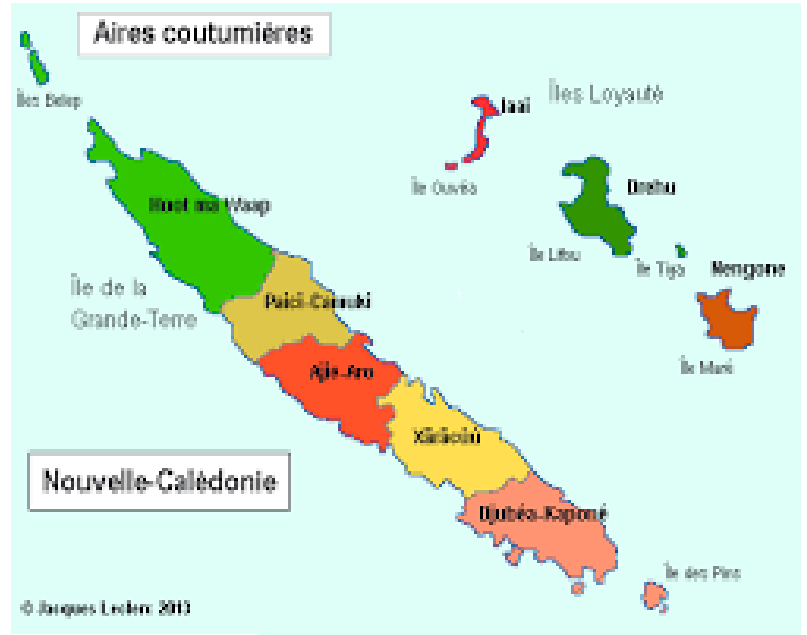 Aires coutumières
Îles Belep
Iaai
Îles Loyauté
Île Ouvéa
Drehu
Hoot ma Waap
Île Lifou
Île Tiga
Nengone
Île de la
Grande-Terre
Paici-Camuki
Île Maré
Ajie-Aro
Xârâcùù
Nouvelle-Calédonie
Djubéa-Kaponé
Île des Pins
© Jacques Leclerc 2013